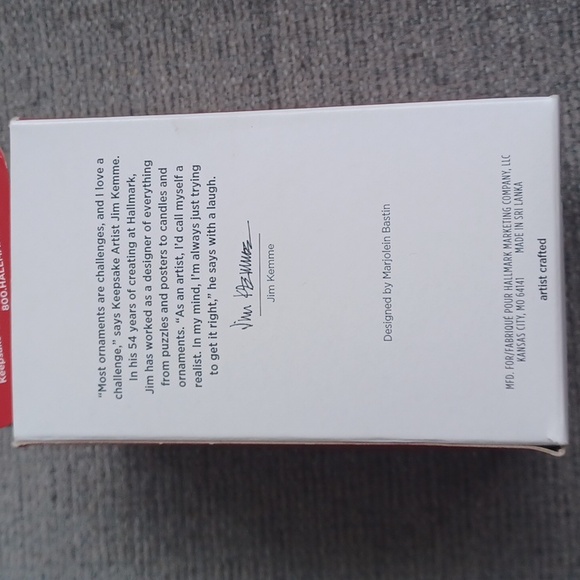 "Most ornaments are challenges, and I love a
challenge," says Keepsake Artist Jim Kemme.
In his 54 years of creating at Hallmark,
Jim has worked as a designer of everything
from puzzles and posters to candles and
ornaments. "As an artist, I'd call myself a
realist. In my mind, I'm always just trying
to get it right," he says with a laugh.
Jim Kemme
Jim Kemme
Designed by Marjolein Bastin
MFD. FOR/FABRIQUÉ POUR HALLMARK MARKETING COMPANY, LLC
KANSAS CITY, MO 64141 MADE IN SRI LANKA
artist crafted
Keepsake